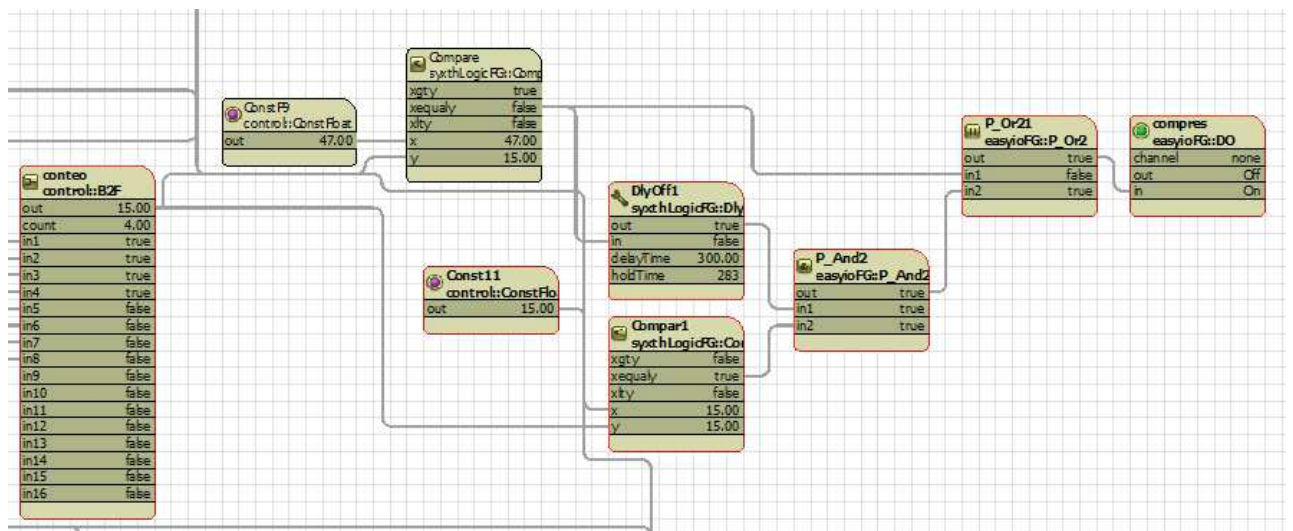 Compare
syxthLogicFG::Comp
xgty true
xequaly false
xlty false
x 47.00
y 15.00
ConstF9
control::ConstFloat
out 47.00
conteo
control::B2F
out 15.00
count 4.00
in1 true
in2 true
in3 true
in4 true
in5 false
in6 false
in7 false
in8 false
in9 false
in10 false
in11 false
in12 false
in13 false
in14 false
in15 false
in16 false
Const11
control::ConstFlo
out 15.00
DlyOff1
syxthLogicFG::Dly
out true
in false
delayTime 300.00
holdTime 283
Compar1
syxthLogicFG::Co
xgty false
xequaly true
xlty false
x 15.00
y 15.00
P_And2
easyioFG::P_And2
out true
in1 true
in2 true
P_Or21
easyioFG::P_Or2
out true
in1 false
in2 true
compres
easyioFG::DO
channel none
out Off
in On